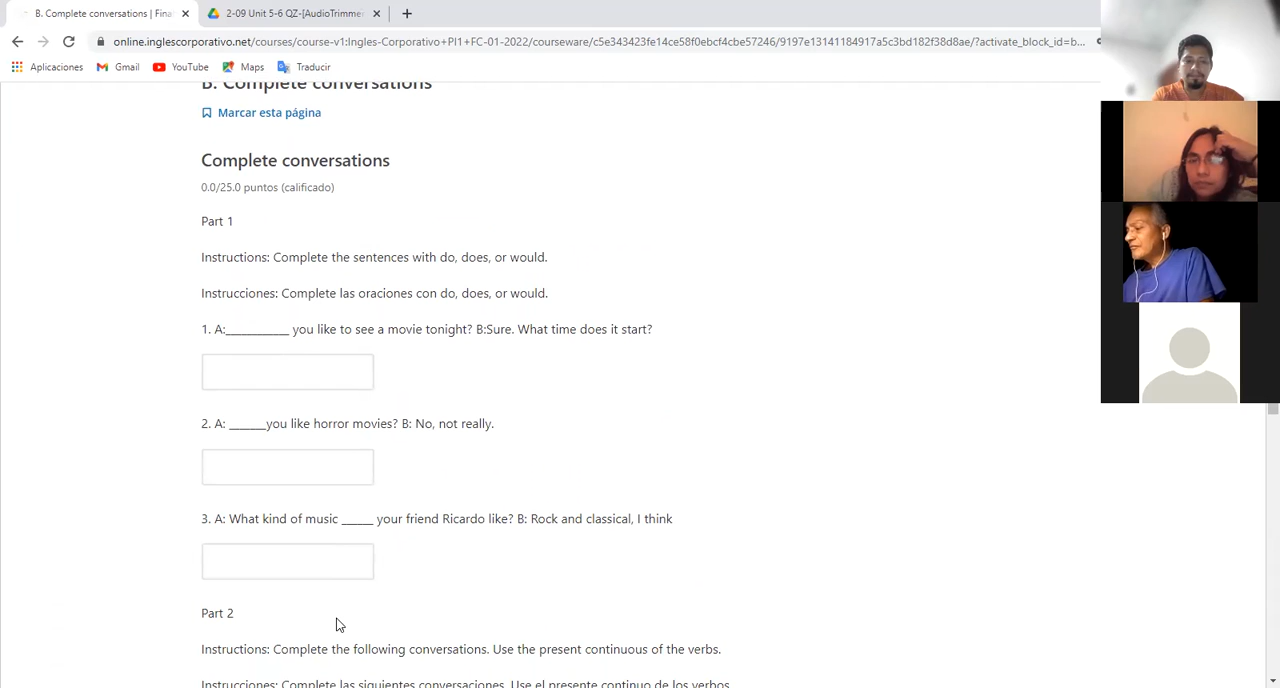 B. Complete conversations | Fina
2-09 Unit 5-6 QZ-[AudioTrimmer
online.inglescorporativo.net/courses/course-v1:Ingles-Corporativo+PI1+FC-01-2022/courseware/c5e343423fe14ce58f0ebcf4cbe57246/9197e13141184917a5c3bd182f38d8ae/?activate_block_id=b...
Aplicaciones Gmail YouTube Maps Traducir
B. Complete conversations
Marcar esta página
Complete conversations
0.0/25.0 puntos (calificado)
Part 1
Instructions: Complete the sentences with do, does, or would.
Instrucciones: Complete las oraciones con do, does, or would.
1. A:__________ you like to see a movie tonight? B:Sure. What time does it start?
2. A: ______you like horror movies? B: No, not really.
3. A: What kind of music _____ your friend Ricardo like? B: Rock and classical, I think
Part 2
Instructions: Complete the following conversations. Use the present continuous of the verbs.
Instrucciones: Complete las siguientes conversaciones. Use el presente continuo de los verbos.